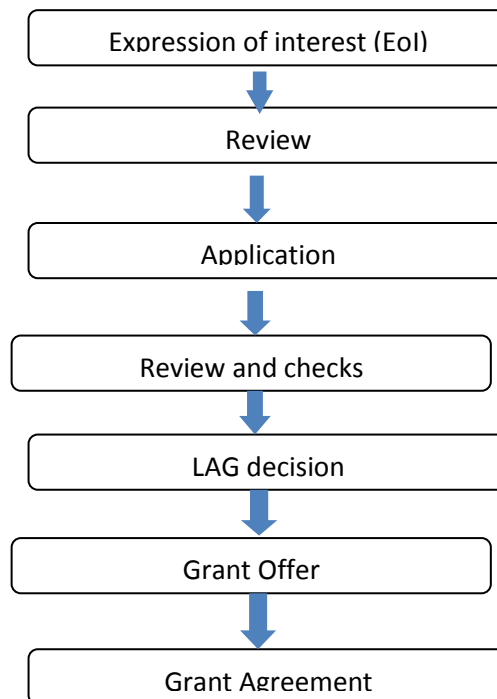 Expression of interest (EoI)
Review
Application
Review and checks
LAG decision
Grant Offer
Grant Agreement